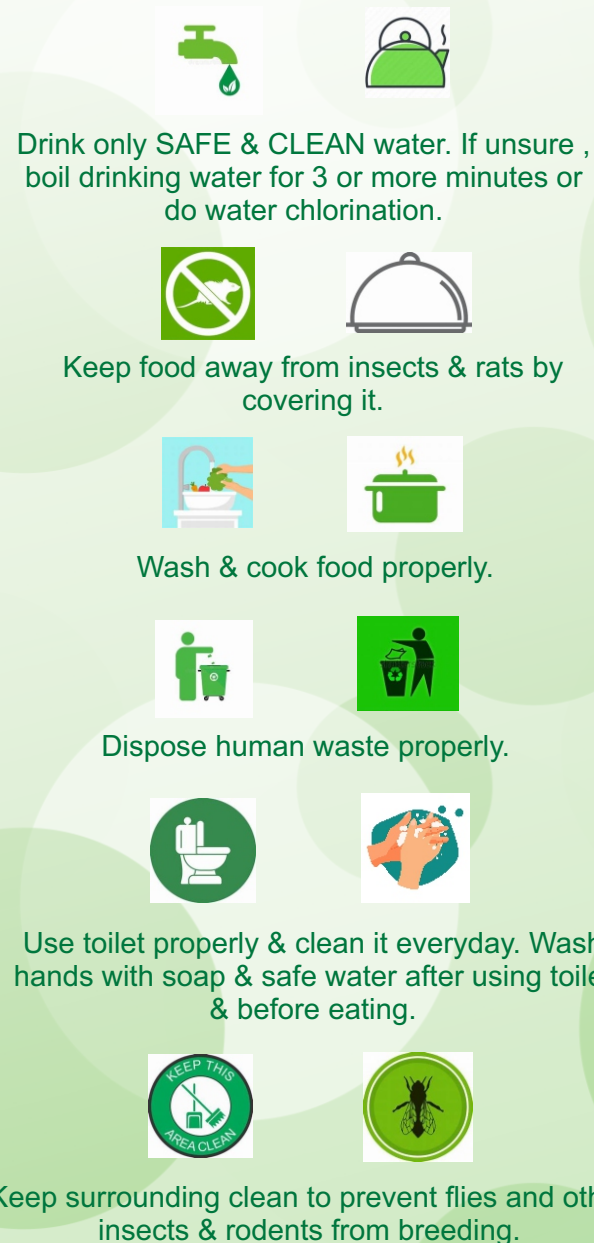 Drink only SAFE & CLEAN water. If unsure ,
boil drinking water for 3 or more minutes or
do water chlorination.
Keep food away from insects & rats by
covering it.
Wash & cook food properly.
Dispose human waste properly.
Use toilet properly & clean it everyday. Wash
hands with soap & safe water after using
& before eating.
KEEP THIS
AREA CLEAN
Keep surrounding clean to prevent flies and
insects & rodents from breeding.